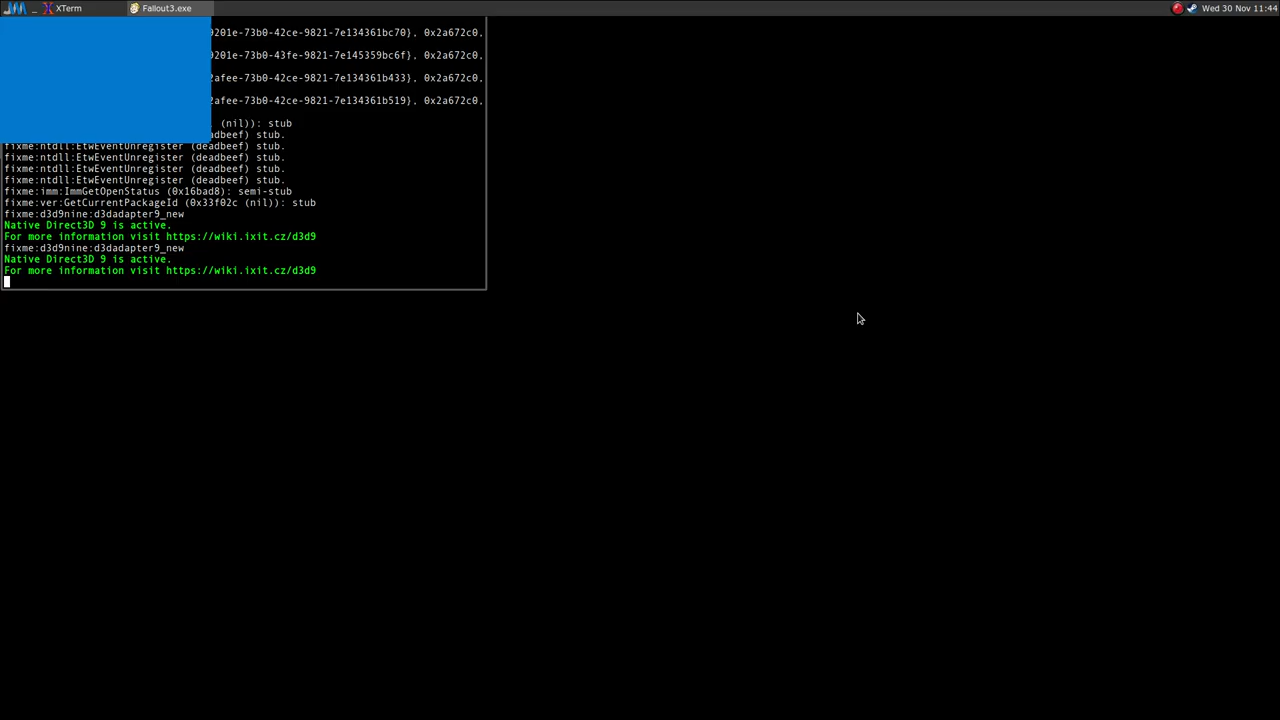 _ XTerm Fallout3.exe Wed 30 Nov 11:44
9201e-73b0-42ce-9821-7e134361bc70}, 0x2a672c0,
9201e-73b0-43fe-9821-7e145359bc6f}, 0x2a672c0,
2afee-73b0-42ce-9821-7e134361b433}, 0x2a672c0,
2afee-73b0-42ce-9821-7e134361b519}, 0x2a672c0,
(nil)): stub
eadbeef) stub.
fixme:ntdll:EtwEventUnregister (deadbeef) stub.
fixme:ntdll:EtwEventUnregister (deadbeef) stub.
fixme:ntdll:EtwEventUnregister (deadbeef) stub.
fixme:ntdll:EtwEventUnregister (deadbeef) stub.
fixme:imm:ImmGetOpenStatus (0x16bad8): semi-stub
fixme:ver:GetCurrentPackageId (0x33f02c (nil)): stub
fixme:d3d9nine:d3dadapter9_new
Native Direct3D 9 is active.
For more information visit https://wiki.ixit.cz/d3d9
fixme:d3d9nine:d3dadapter9_new
Native Direct3D 9 is active.
For more information visit https://wiki.ixit.cz/d3d9